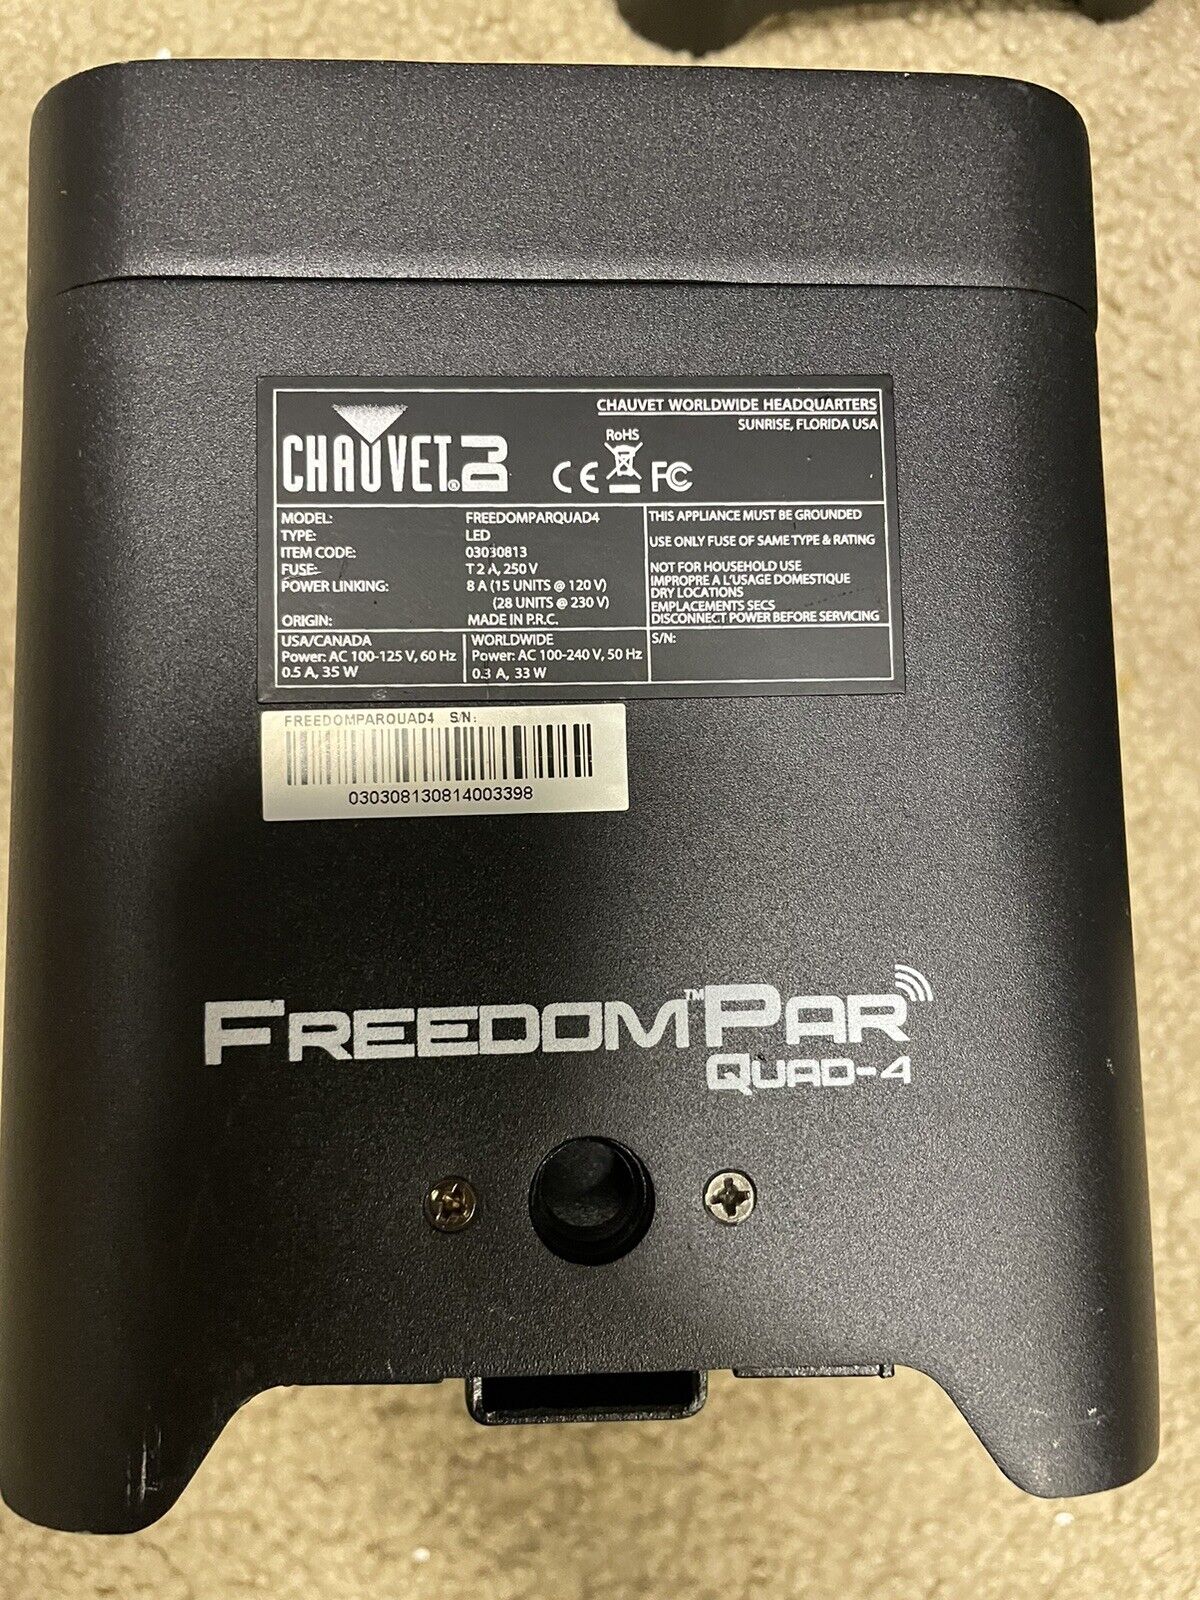 CHAUVET® DJ
CHAUVET WORLDWIDE HEADQUARTERS
SUNRISE, FLORIDA USA
RoHS
CE FC
MODEL: FREEDOMPARQUAD4
TYPE: LED
ITEM CODE: 03030813
FUSE: T 2 A, 250 V
POWER LINKING: 8 A (15 UNITS @ 120 V)
(28 UNITS @ 230 V)
ORIGIN: MADE IN P.R.C.
THIS APPLIANCE MUST BE GROUNDED
USE ONLY FUSE OF SAME TYPE & RATING
NOT FOR HOUSEHOLD USE
IMPROPRE A L'USAGE DOMESTIQUE
DRY LOCATIONS
EMPLACEMENTS SECS
DISCONNECT POWER BEFORE SERVICING
USA/CANADA
Power: AC 100-125 V, 60 Hz
0.5 A, 35 W
WORLDWIDE
Power: AC 100-240 V, 50 Hz
0.3 A, 33 W
S/N:
FREEDOMPARQUAD4 S/N:
030308130814003398
FREEDOM™ PAR
QUAD-4